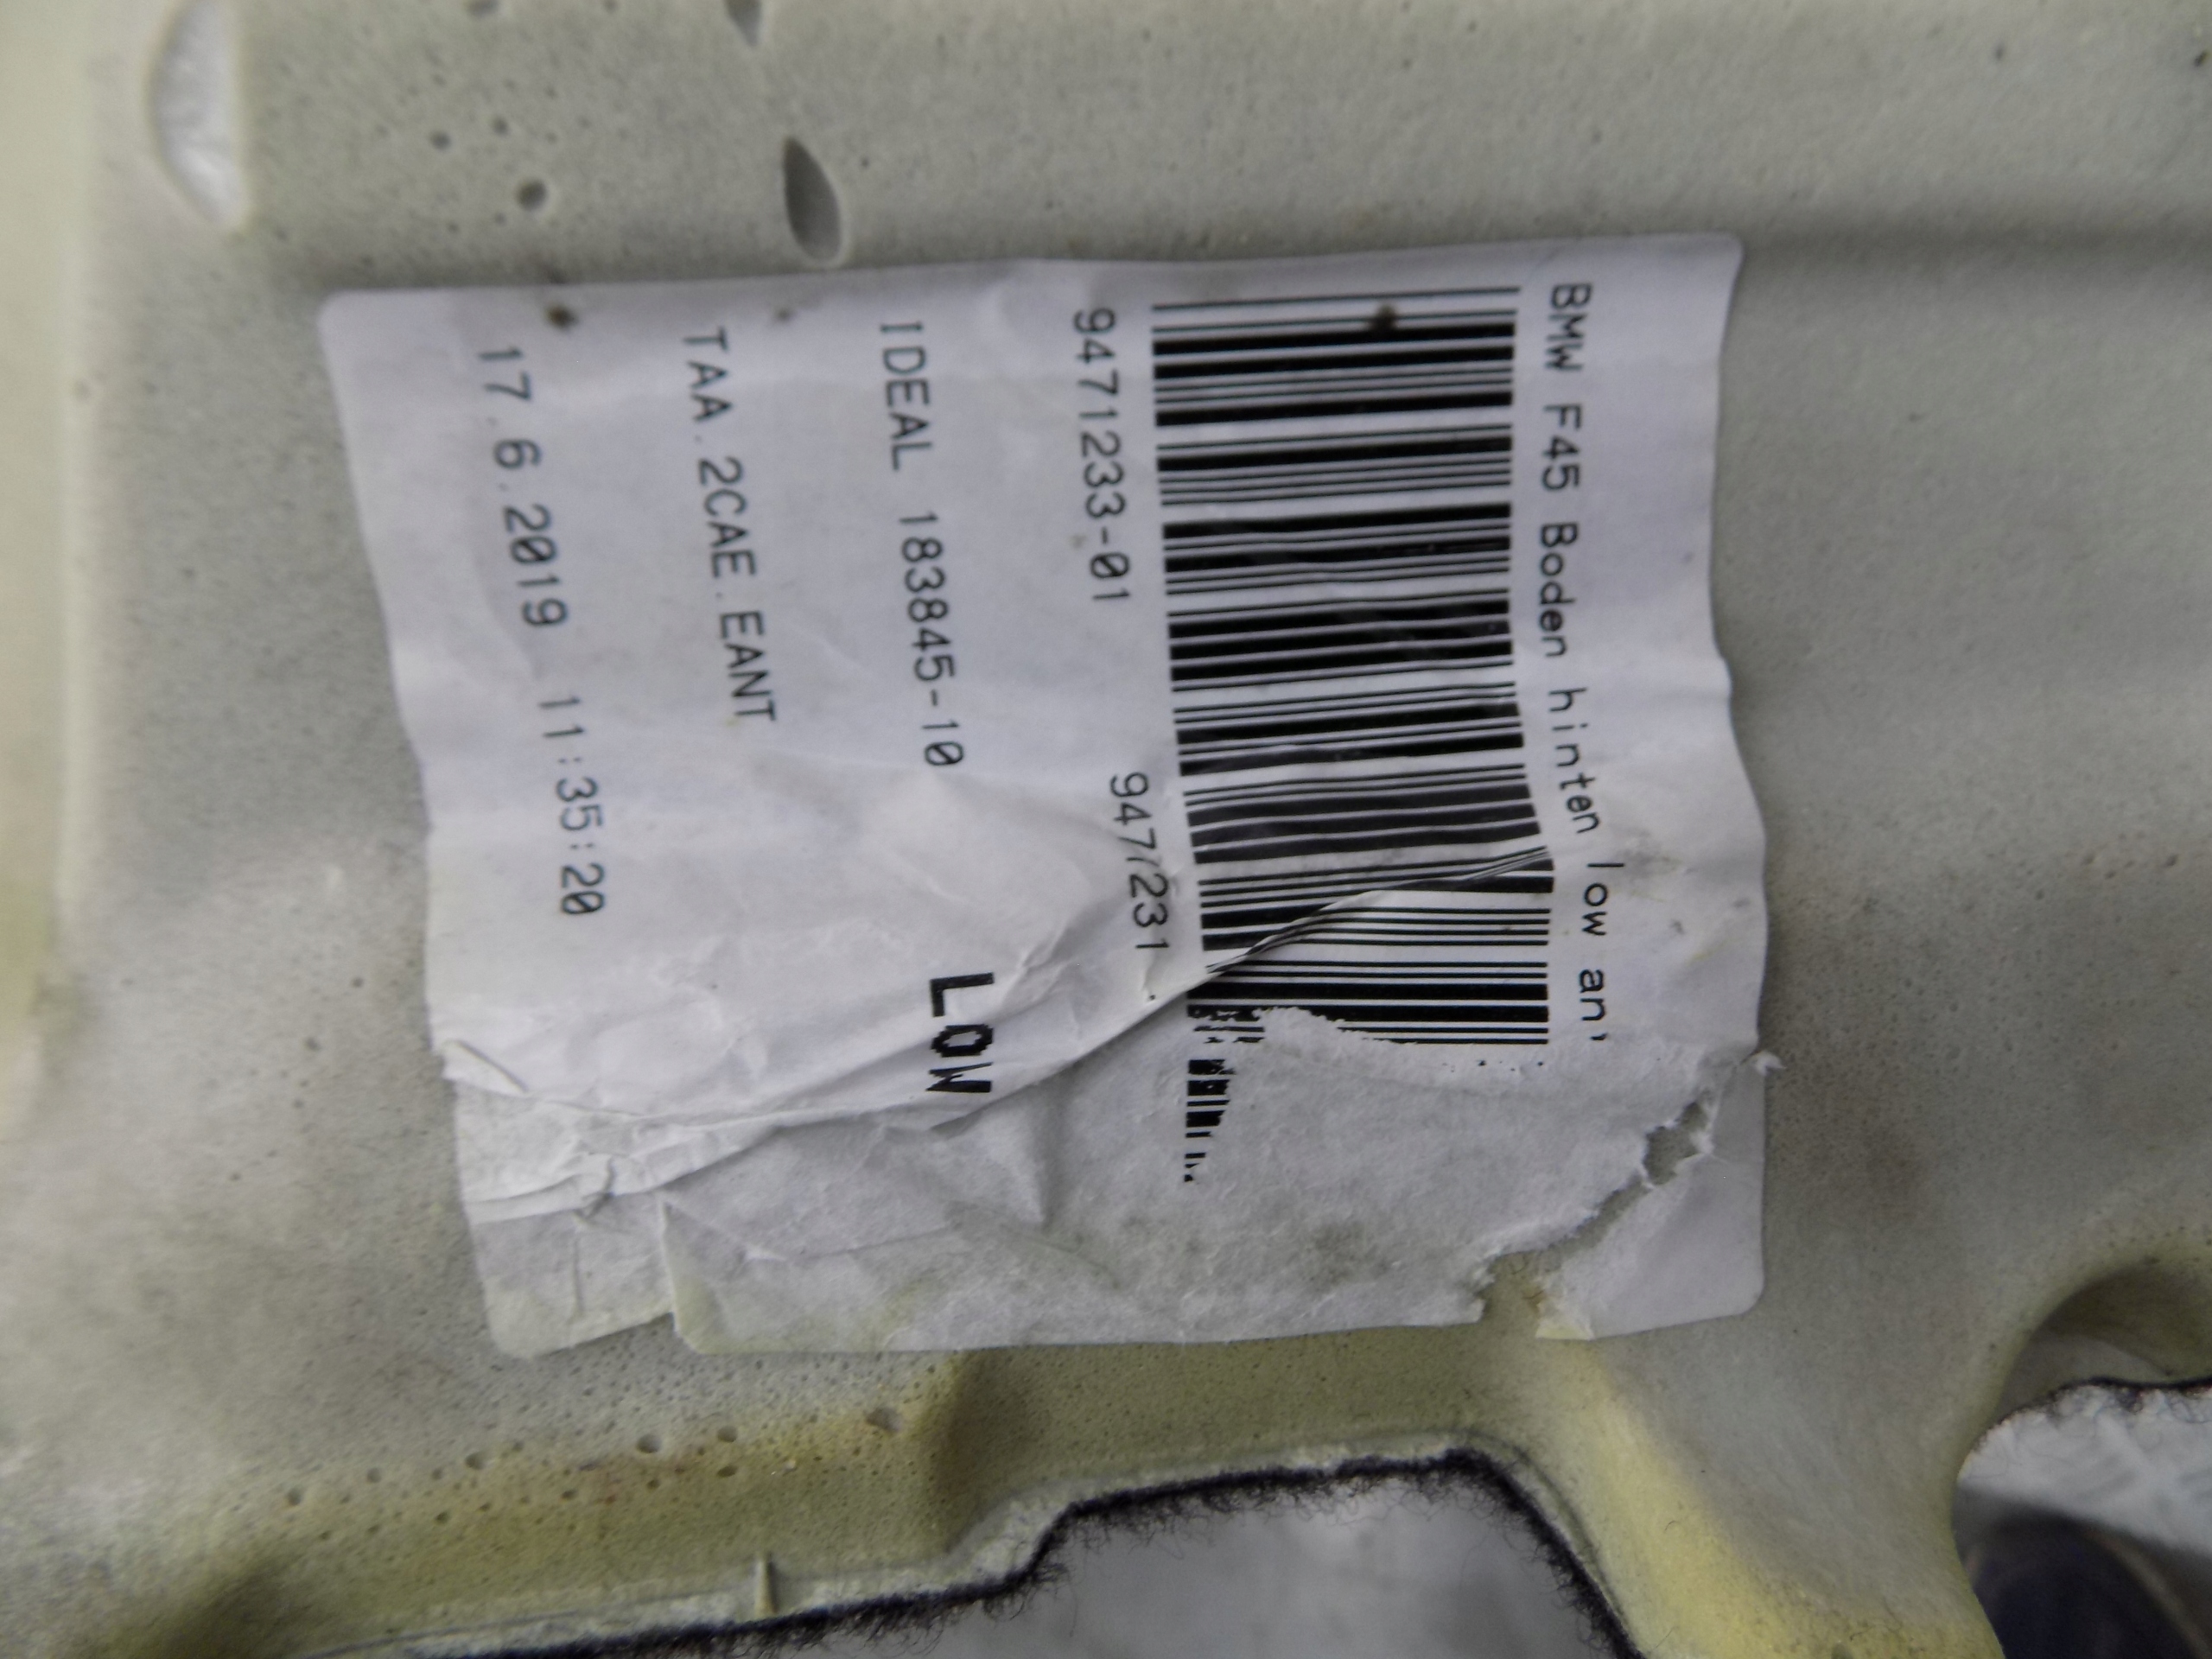 BMW F45 Boden hinten low an
9471233-01 9477231
IDEAL 183845-10
LOW
TAA.2CAE.EANT
17.6.2019 11:35:20